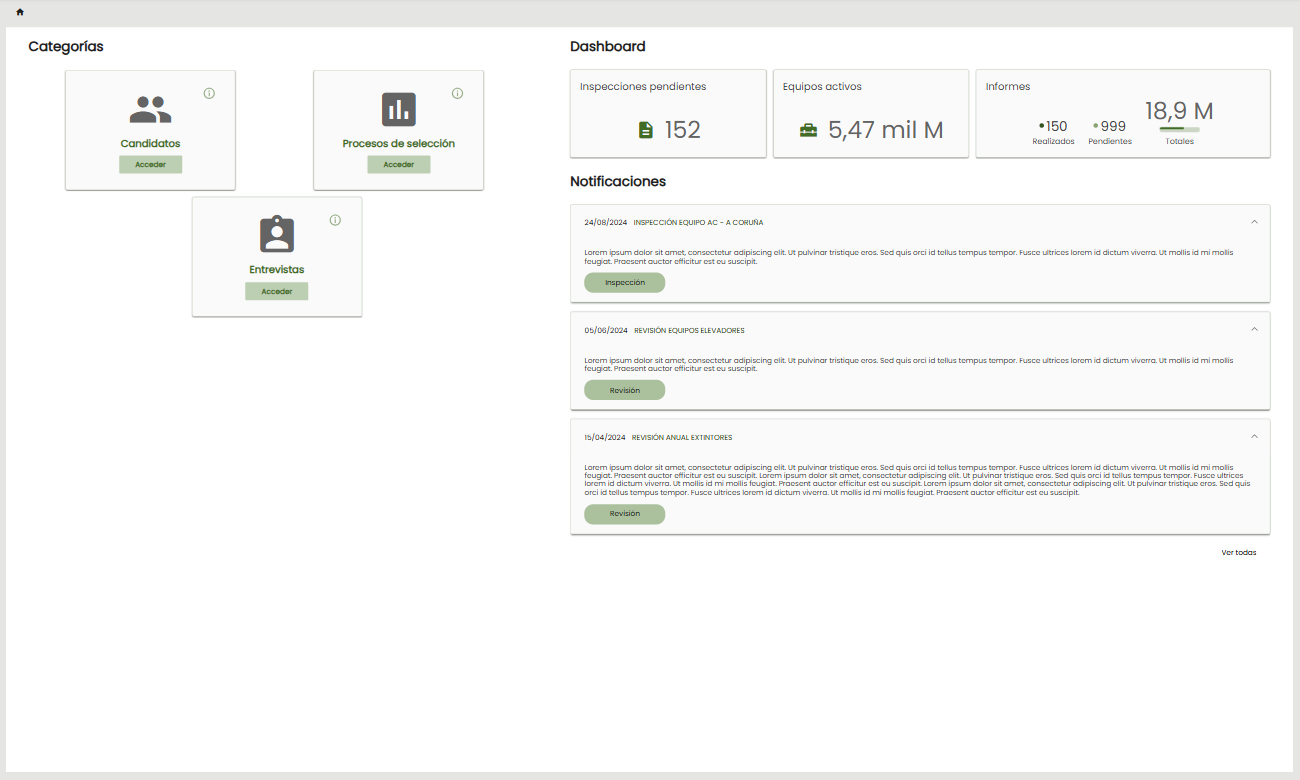 Categorías
Candidatos
Acceder
Procesos de selección
Acceder
Entrevistas
Acceder
Dashboard
Inspecciones pendientes
152
Equipos activos
5,47 mil M
Informes
150
Realizados
999
Pendientes
18,9 M
Totales
Notificaciones
24/08/2024 INSPECCIÓN EQUIPO AC - A CORUÑA
Lorem ipsum dolor sit amet, consectetur adipiscing elit. Ut pulvinar tristique eros. Sed quis orci id tellus tempus tempor. Fusce ultrices lorem id dictum viverra. Ut mollis id mi mollis
feugiat. Praesent auctor efficitur est eu suscipit.
Inspección
05/06/2024 REVISIÓN EQUIPOS ELEVADORES
Lorem ipsum dolor sit amet, consectetur adipiscing elit. Ut pulvinar tristique eros. Sed quis orci id tellus tempus tempor. Fusce ultrices lorem id dictum viverra. Ut mollis id mi mollis
feugiat. Praesent auctor efficitur est eu suscipit.
Revisión
15/04/2024 REVISIÓN ANUAL EXTINTORES
Lorem ipsum dolor sit amet, consectetur adipiscing elit. Ut pulvinar tristique eros. Sed quis orci id tellus tempus tempor. Fusce ultrices lorem id dictum viverra. Ut mollis id mi mollis
feugiat. Praesent auctor efficitur est eu suscipit. Lorem ipsum dolor sit amet, consectetur adipiscing elit. Ut pulvinar tristique eros. Sed quis orci id tellus tempus tempor. Fusce ultrices
lorem id dictum viverra. Ut mollis id mi mollis feugiat. Praesent auctor efficitur est eu suscipit. Lorem ipsum dolor sit amet, consectetur adipiscing elit. Ut pulvinar tristique eros. Sed quis
orci id tellus tempus tempor. Fusce ultrices lorem id dictum viverra. Ut mollis id mi mollis feugiat. Praesent auctor efficitur est eu suscipit.
Revisión
Ver todas